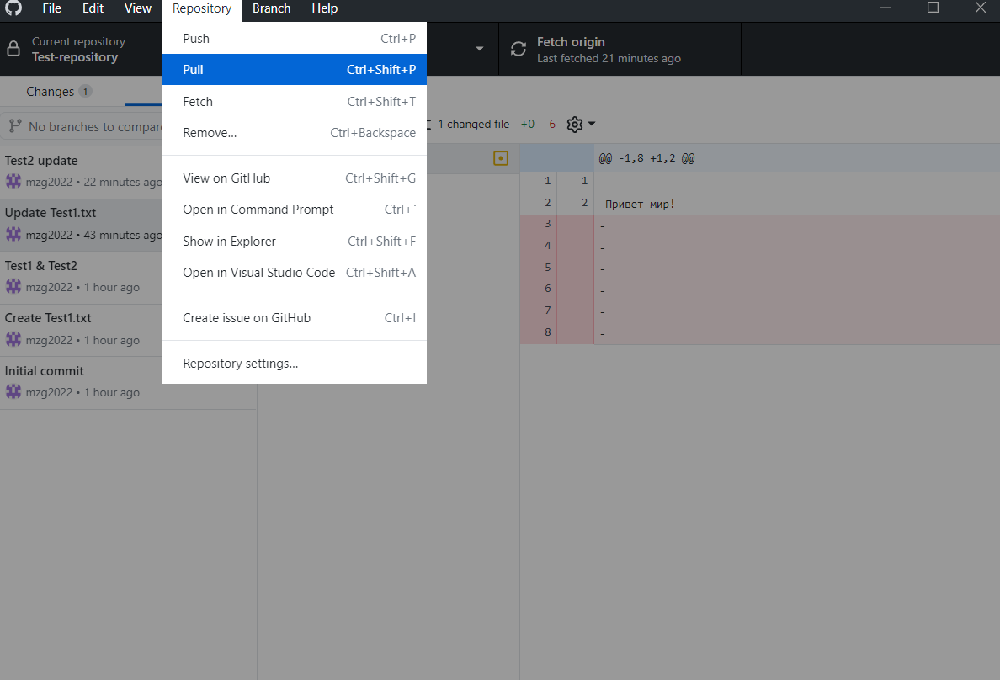 File Edit View Repository Branch Help
Current repository
Test-repository
Fetch origin
Last fetched 21 minutes ago
Push Ctrl+P
Pull Ctrl+Shift+P
Fetch Ctrl+Shift+T
Remove... Ctrl+Backspace
View on GitHub Ctrl+Shift+G
Open in Command Prompt Ctrl+`
Show in Explorer Ctrl+Shift+F
Open in Visual Studio Code Ctrl+Shift+A
Create issue on GitHub Ctrl+I
Repository settings...
Changes 1
No branches to compar
Test2 update
mzg2022 • 22 minutes ago
Update Test1.txt
mzg2022 • 43 minutes ago
Test1 & Test2
mzg2022 • 1 hour ago
Create Test1.txt
mzg2022 • 1 hour ago
Initial commit
mzg2022 • 1 hour ago
1 changed file +0 -6
@@ -1,8 +1,2 @@
1 1
2 2 Привет мир!
3 -
4 -
5 -
6 -
7 -
8 -